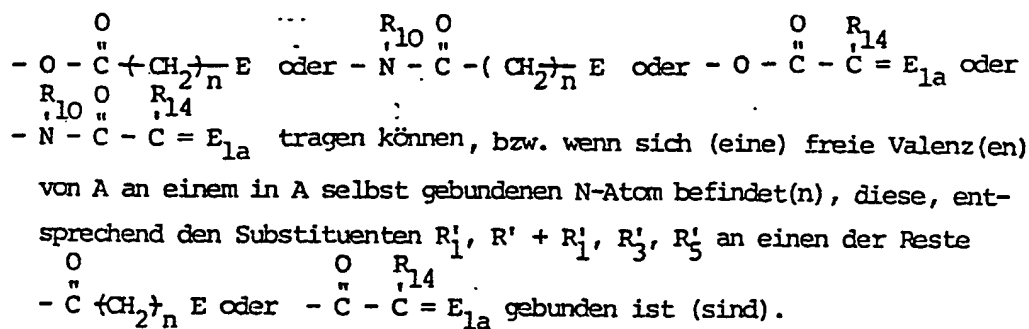 O ... R10 O O R14
- O - C -(CH2)n- E oder - N - C -( CH2)n E oder - O - C - C = E1a oder
R10 O R14
- N - C - C = E1a tragen können, bzw. wenn sich (eine) freie Valenz(en)
von A an einem in A selbst gebundenen N-Atom befindet(n), diese, ent-
sprechend den Substituenten R'1, R' + R'1, R'3, R'5 an einen der Reste
O O R14
- C (CH2)n E oder - C - C = E1a gebunden ist (sind).